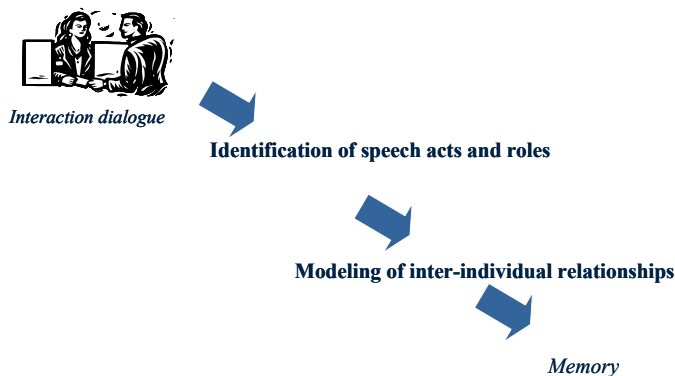 Interaction dialogue
Identification of speech acts and roles
Modeling of inter-individual relationships
Memory